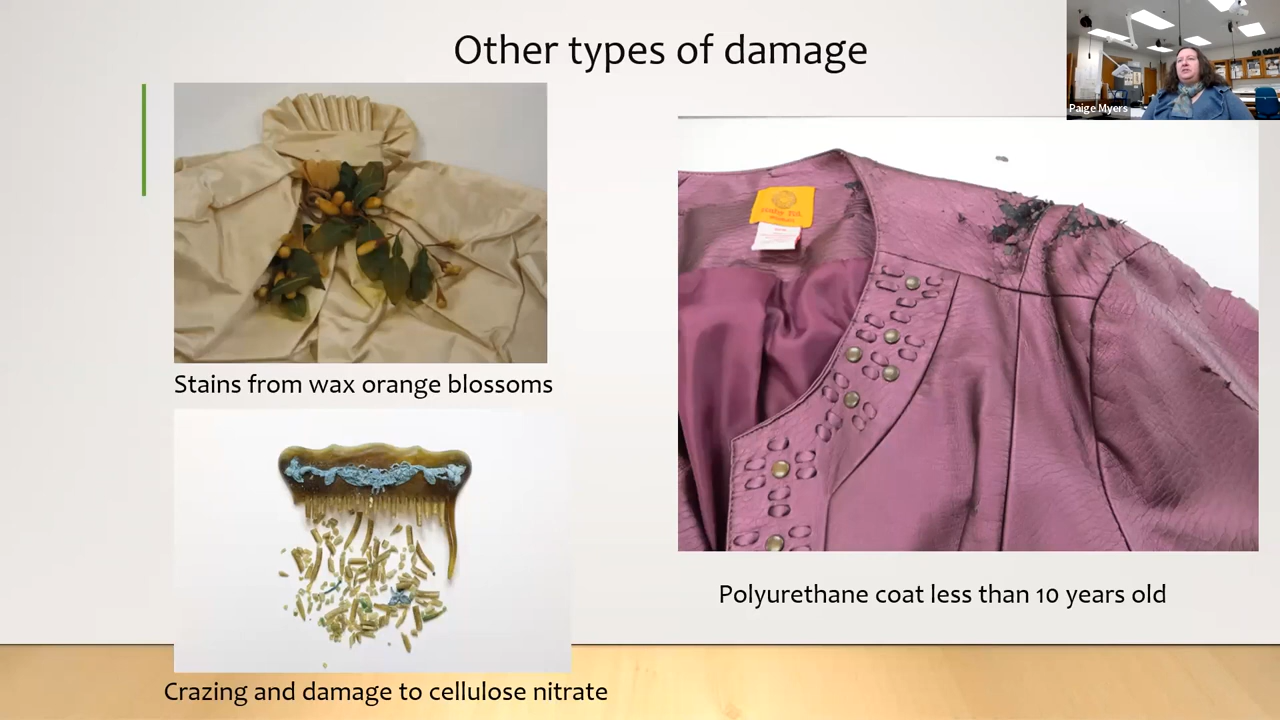 Other types of damage
Paige Myers
Stains from wax orange blossoms
Polyurethane coat less than 10 years old
Crazing and damage to cellulose nitrate